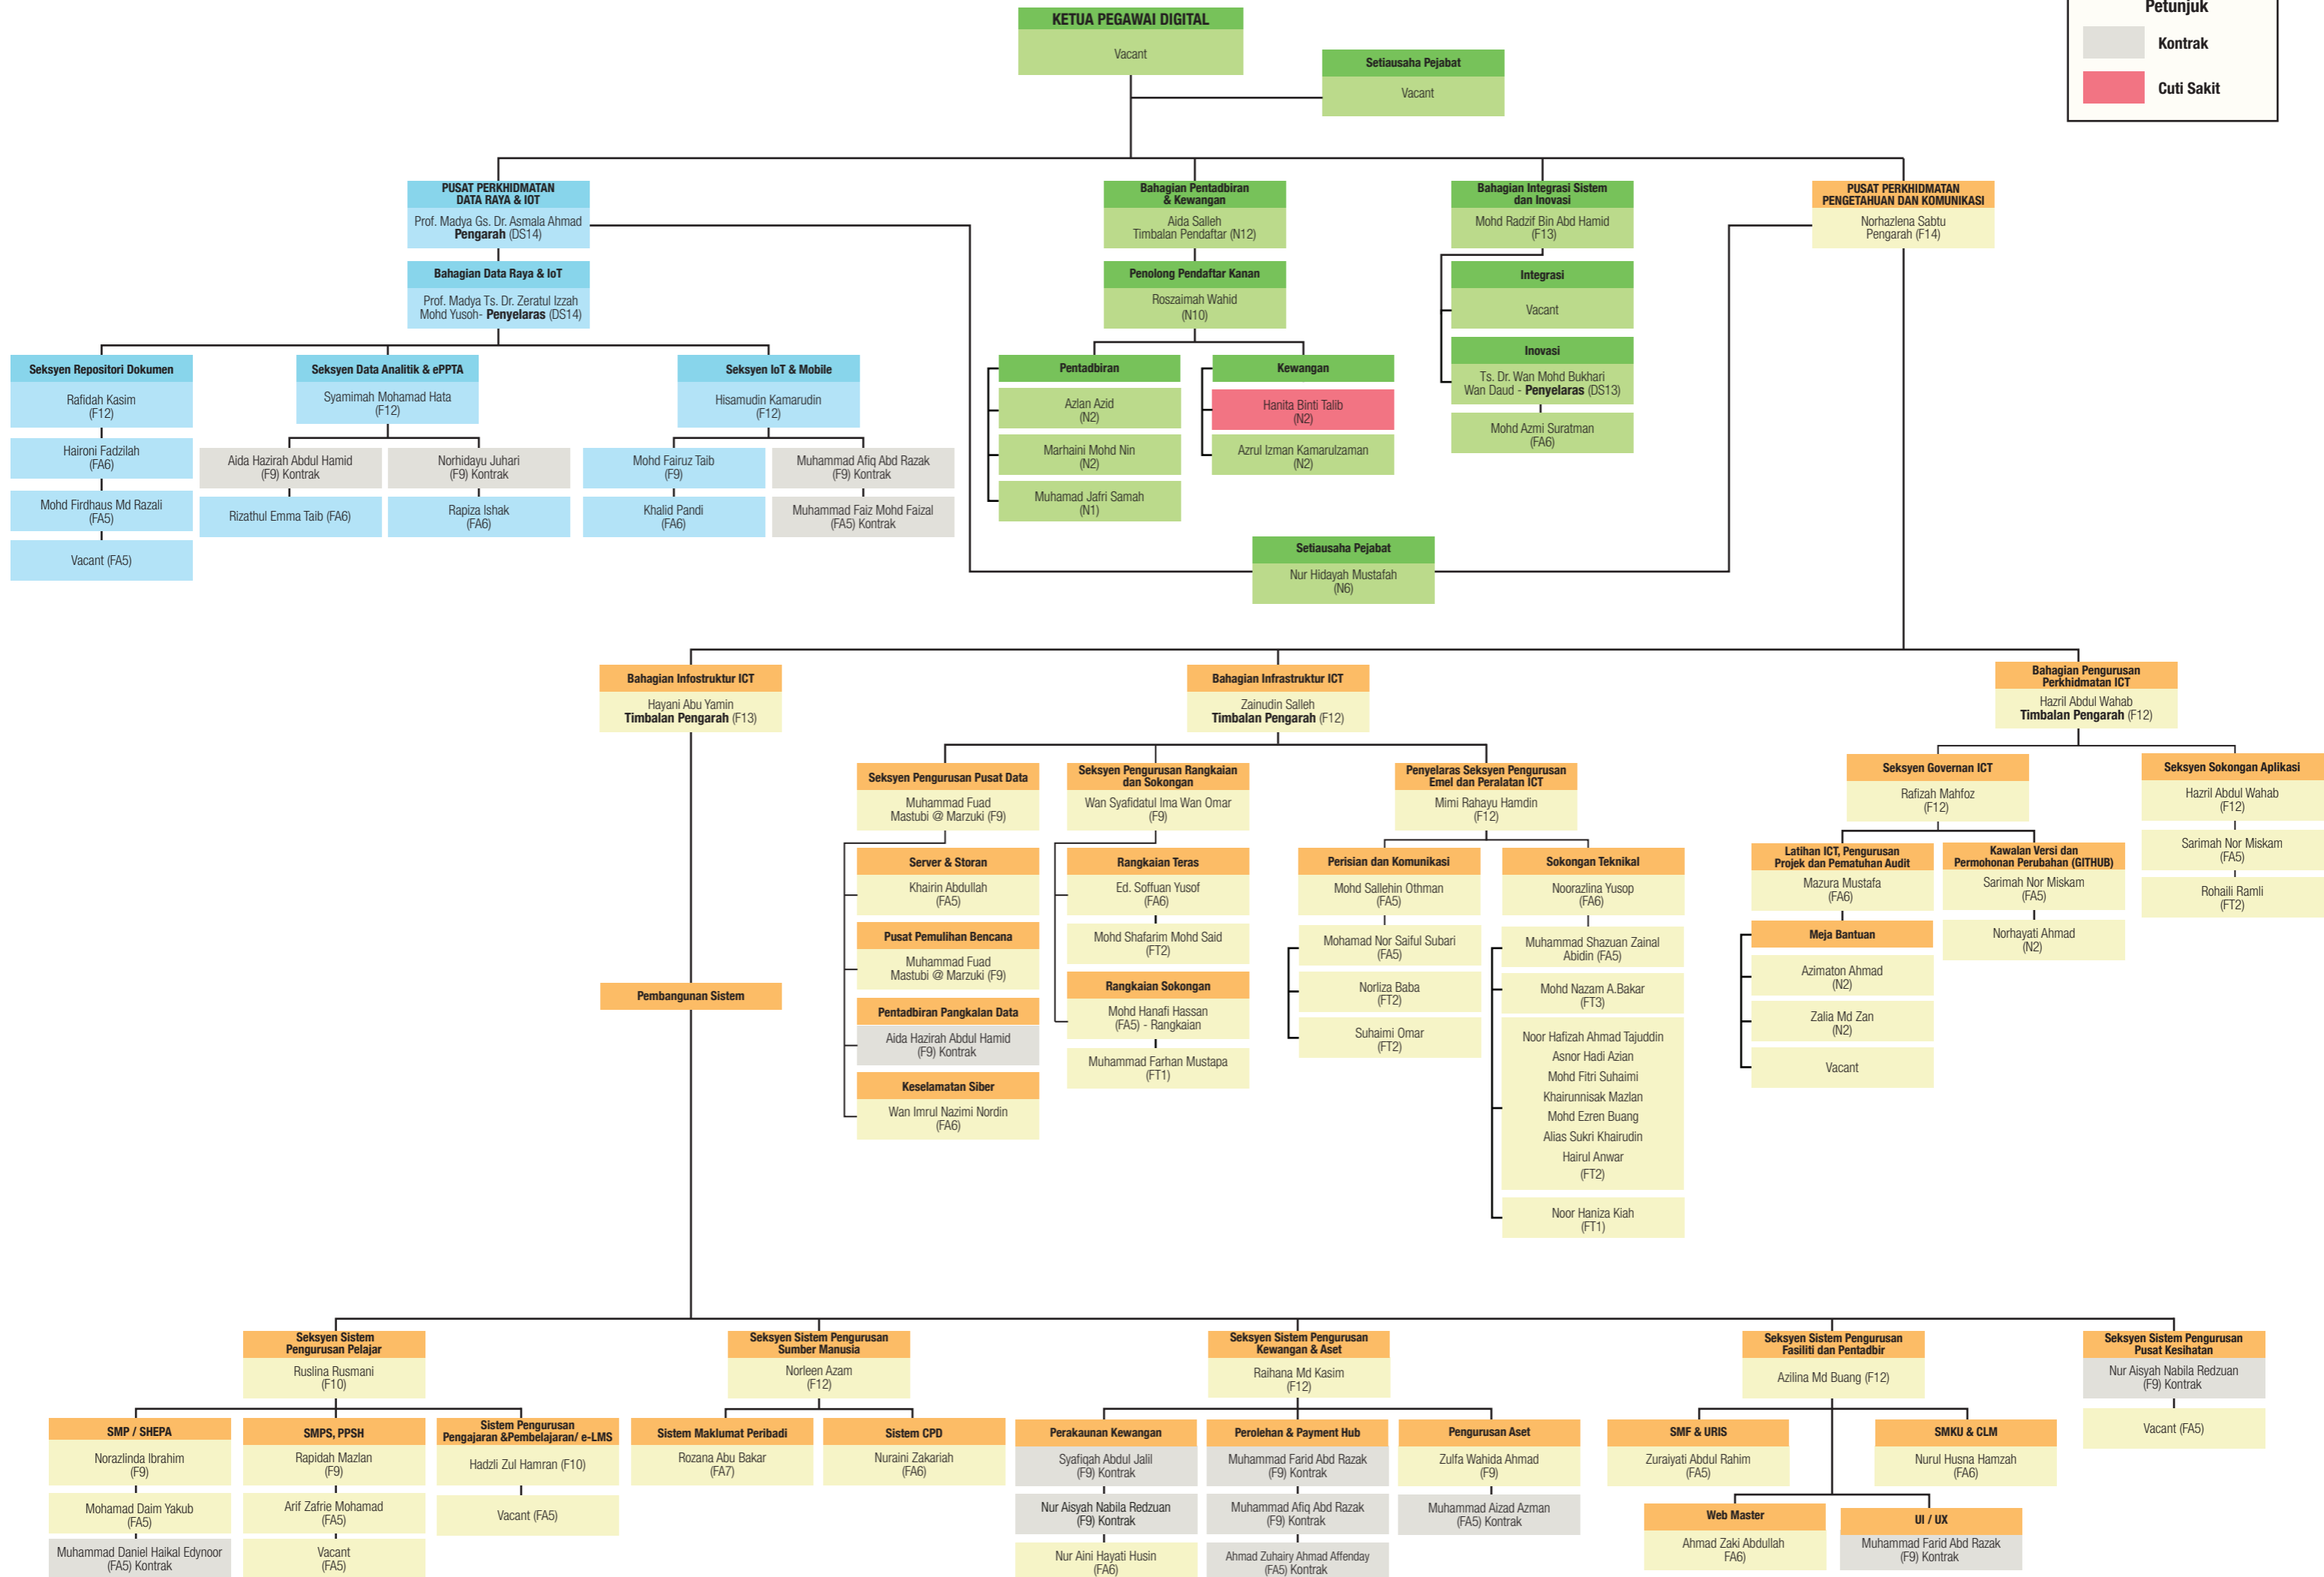 KETUA PEGAWAI DIGITAL
Vacant
Setiausaha Pejabat
Vacant
Petunjuk
Kontrak
Cuti Sakit
PUSAT PERKHIDMATAN
DATA RAYA & IOT
Prof. Madya Gs. Dr. Asmala Ahmad
Pengarah (DS14)
Bahagian Data Raya & IoT
Prof. Madya Ts. Dr. Zeratul Izzah
Mohd Yusoh- Penyelaras (DS14)
Seksyen Repositori Dokumen
Rafidah Kasim
(F12)
Haironi Fadzilah
(FA6)
Mohd Firdhaus Md Razali
(FA5)
Vacant (FA5)
Seksyen Data Analitik & ePPTA
Syamimah Mohamad Hata
(F12)
Aida Hazirah Abdul Hamid
(F9) Kontrak
Rizathul Emma Taib (FA6)
Norhidayu Juhari
(F9) Kontrak
Rapiza Ishak
(FA6)
Seksyen IoT & Mobile
Hisamudin Kamarudin
(F12)
Mohd Fairuz Taib
(F9)
Khalid Pandi
(FA6)
Muhammad Afiq Abd Razak
(F9) Kontrak
Muhammad Faiz Mohd Faizal
(FA5) Kontrak
Bahagian Pentadbiran
& Kewangan
Aida Salleh
Timbalan Pendaftar (N12)
Penolong Pendaftar Kanan
Roszaimah Wahid
(N10)
Pentadbiran
Azlan Azid
(N2)
Marhaini Mohd Nin
(N2)
Muhamad Jafri Samah
(N1)
Kewangan
Hanita Binti Talib
(N2)
Azrul Izman Kamarulzaman
(N2)
Bahagian Integrasi Sistem
dan Inovasi
Mohd Radzif Bin Abd Hamid
(F13)
Integrasi
Vacant
Inovasi
Ts. Dr. Wan Mohd Bukhari
Wan Daud - Penyelaras (DS13)
Mohd Azmi Suratman
(FA6)
PUSAT PERKHIDMATAN
PENGETAHUAN DAN KOMUNIKASI
Norhazlena Sabtu
Pengarah (F14)
Setiausaha Pejabat
Nur Hidayah Mustafah
(N6)
Bahagian Infostruktur ICT
Hayani Abu Yamin
Timbalan Pengarah (F13)
Pembangunan Sistem
Bahagian Infrastruktur ICT
Zainudin Salleh
Timbalan Pengarah (F12)
Seksyen Pengurusan Pusat Data
Muhammad Fuad
Mastubi @ Marzuki (F9)
Server & Storan
Khairin Abdullah
(FA5)
Pusat Pemulihan Bencana
Muhammad Fuad
Mastubi @ Marzuki (F9)
Pentadbiran Pangkalan Data
Aida Hazirah Abdul Hamid
(F9) Kontrak
Keselamatan Siber
Wan Imrul Nazimi Nordin
(FA6)
Seksyen Pengurusan Rangkaian
dan Sokongan
Wan Syafidatul Ima Wan Omar
(F9)
Rangkaian Teras
Ed. Soffuan Yusof
(FA6)
Mohd Shafarim Mohd Said
(FT2)
Rangkaian Sokongan
Mohd Hanafi Hassan
(FA5) - Rangkaian
Muhammad Farhan Mustapa
(FT1)
Penyelaras Seksyen Pengurusan
Emel dan Peralatan ICT
Mimi Rahayu Hamdin
(F12)
Perisian dan Komunikasi
Mohd Sallehin Othman
(FA5)
Mohamad Nor Saiful Subari
(FA5)
Norliza Baba
(FT2)
Suhaimi Omar
(FT2)
Sokongan Teknikal
Noorazlina Yusop
(FA6)
Muhammad Shazuan Zainal
Abidin (FA5)
Mohd Nazam A.Bakar
(FT3)
Noor Hafizah Ahmad Tajuddin
Asnor Hadi Azian
Mohd Fitri Suhaimi
Khairunnisak Mazlan
Mohd Ezren Buang
Alias Sukri Khairudin
Hairul Anwar
(FT2)
Noor Haniza Kiah
(FT1)
Bahagian Pengurusan
Perkhidmatan ICT
Hazril Abdul Wahab
Timbalan Pengarah (F12)
Seksyen Governan ICT
Rafizah Mahfoz
(F12)
Latihan ICT, Pengurusan
Projek dan Pematuhan Audit
Mazura Mustafa
(FA6)
Meja Bantuan
Azimaton Ahmad
(N2)
Zalia Md Zan
(N2)
Vacant
Kawalan Versi dan
Permohonan Perubahan (GITHUB)
Sarimah Nor Miskam
(FA5)
Norhayati Ahmad
(N2)
Seksyen Sokongan Aplikasi
Hazril Abdul Wahab
(F12)
Sarimah Nor Miskam
(FA5)
Rohaili Ramli
(FT2)
Seksyen Sistem
Pengurusan Pelajar
Ruslina Rusmani
(F10)
SMP / SHEPA
Norazlinda Ibrahim
(F9)
Mohamad Daim Yakub
(FA5)
Muhammad Daniel Haikal Edynoor
(FA5) Kontrak
SMPS, PPSH
Rapidah Mazlan
(F9)
Arif Zafrie Mohamad
(FA5)
Vacant
(FA5)
Sistem Pengurusan
Pengajaran &Pembelajaran/ e-LMS
Hadzli Zul Hamran (F10)
Vacant (FA5)
Seksyen Sistem Pengurusan
Sumber Manusia
Norleen Azam
(F12)
Sistem Maklumat Peribadi
Rozana Abu Bakar
(FA7)
Sistem CPD
Nuraini Zakariah
(FA6)
Seksyen Sistem Pengurusan
Kewangan & Aset
Raihana Md Kasim
(F12)
Perakaunan Kewangan
Syafiqah Abdul Jalil
(F9) Kontrak
Nur Aisyah Nabila Redzuan
(F9) Kontrak
Nur Aini Hayati Husin
(FA6)
Perolehan & Payment Hub
Muhammad Farid Abd Razak
(F9) Kontrak
Muhammad Afiq Abd Razak
(F9) Kontrak
Ahmad Zuhairy Ahmad Affenday
(FA5) Kontrak
Pengurusan Aset
Zulfa Wahida Ahmad
(F9)
Muhammad Aizad Azman
(FA5) Kontrak
Seksyen Sistem Pengurusan
Fasiliti dan Pentadbir
Azilina Md Buang (F12)
SMF & URIS
Zuraiyati Abdul Rahim
(FA5)
SMKU & CLM
Nurul Husna Hamzah
(FA6)
Web Master
Ahmad Zaki Abdullah
FA6)
UI / UX
Muhammad Farid Abd Razak
(F9) Kontrak
Seksyen Sistem Pengurusan
Pusat Kesihatan
Nur Aisyah Nabila Redzuan
(F9) Kontrak
Vacant (FA5)